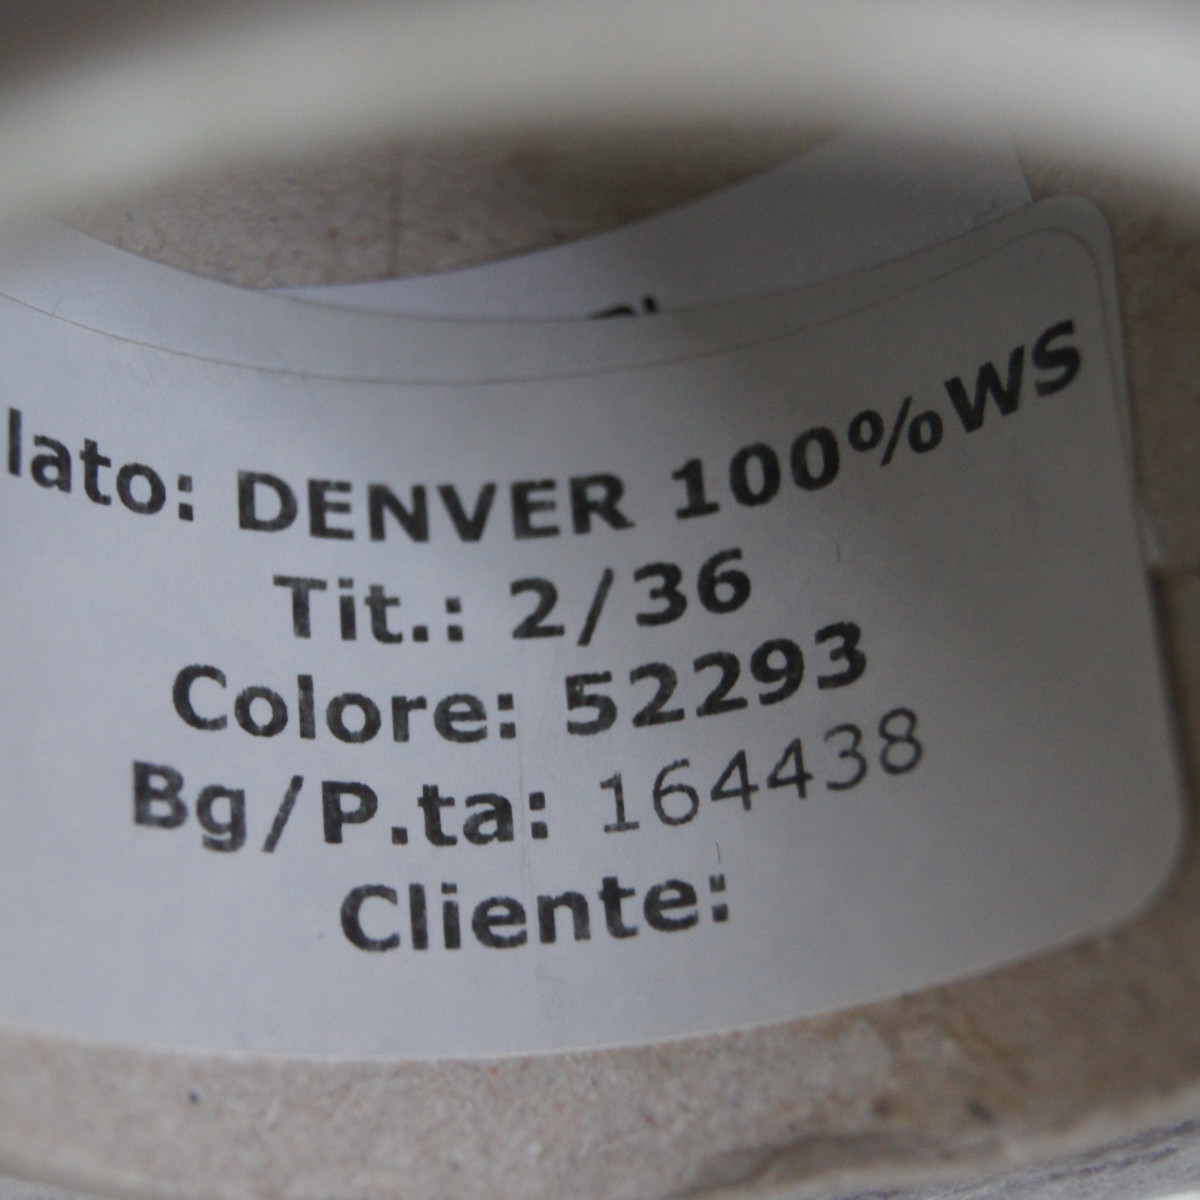 lato: DENVER 100%WS
Tit.: 2/36
Colore: 52293
Bg/P.ta: 164438
Cliente: